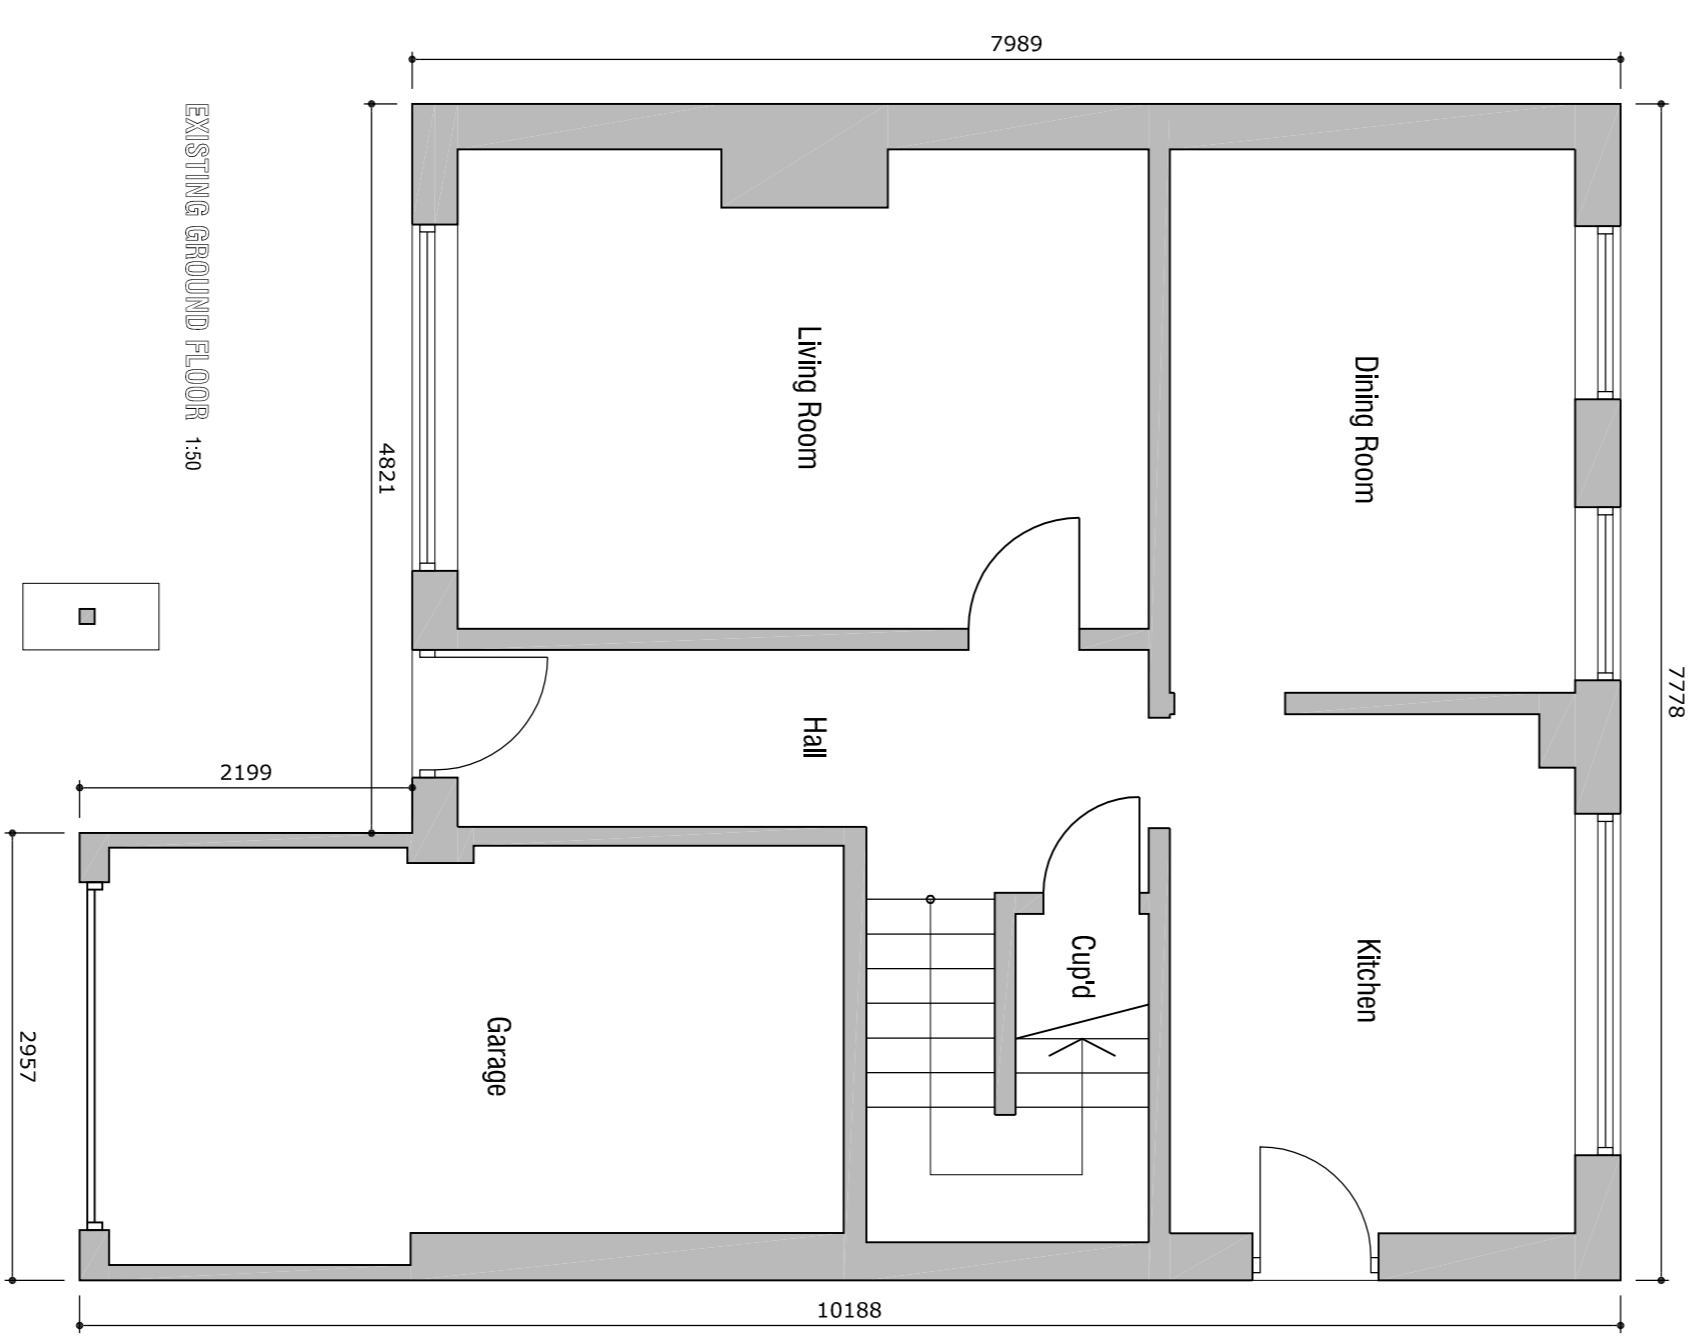 7989
EXISTING GROUND FLOOR 1:50
4821
Living Room
Dining Room
7778
Hall
2199
2957
Garage
Cup'd
Kitchen
10188